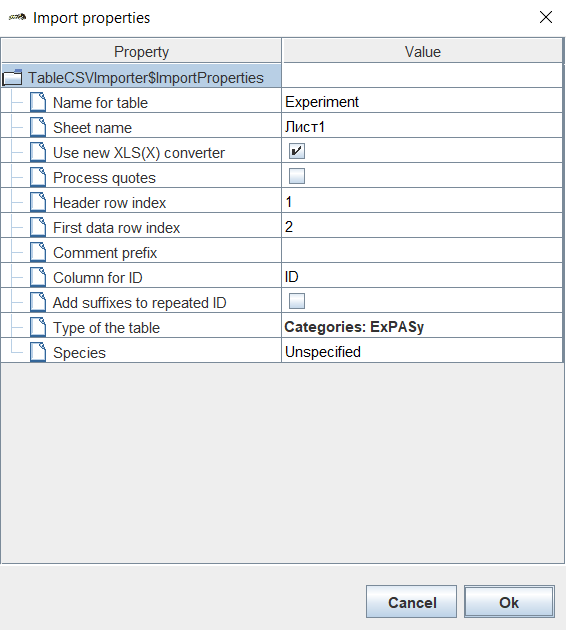 Import properties
Property Value
TableCSVImporter$ImportProperties
Name for table Experiment
Sheet name Лист1
Use new XLS(X) converter
Process quotes
Header row index 1
First data row index 2
Comment prefix
Column for ID ID
Add suffixes to repeated ID
Type of the table Categories: ExPASy
Species Unspecified
Cancel Ok